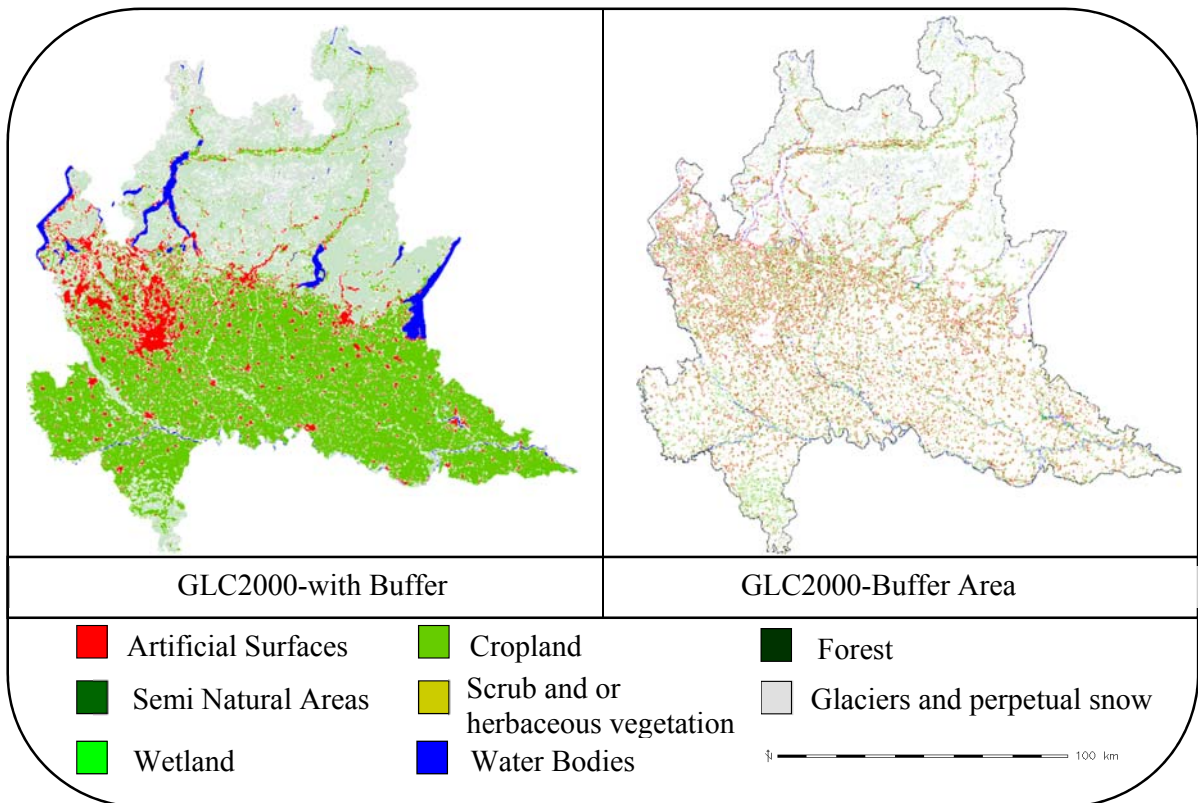 GLC2000-with Buffer
GLC2000-Buffer Area
Artificial Surfaces
Cropland
Forest
Semi Natural Areas
Scrub and or
herbaceous vegetation
Glaciers and perpetual snow
Wetland
Water Bodies
N
100 km